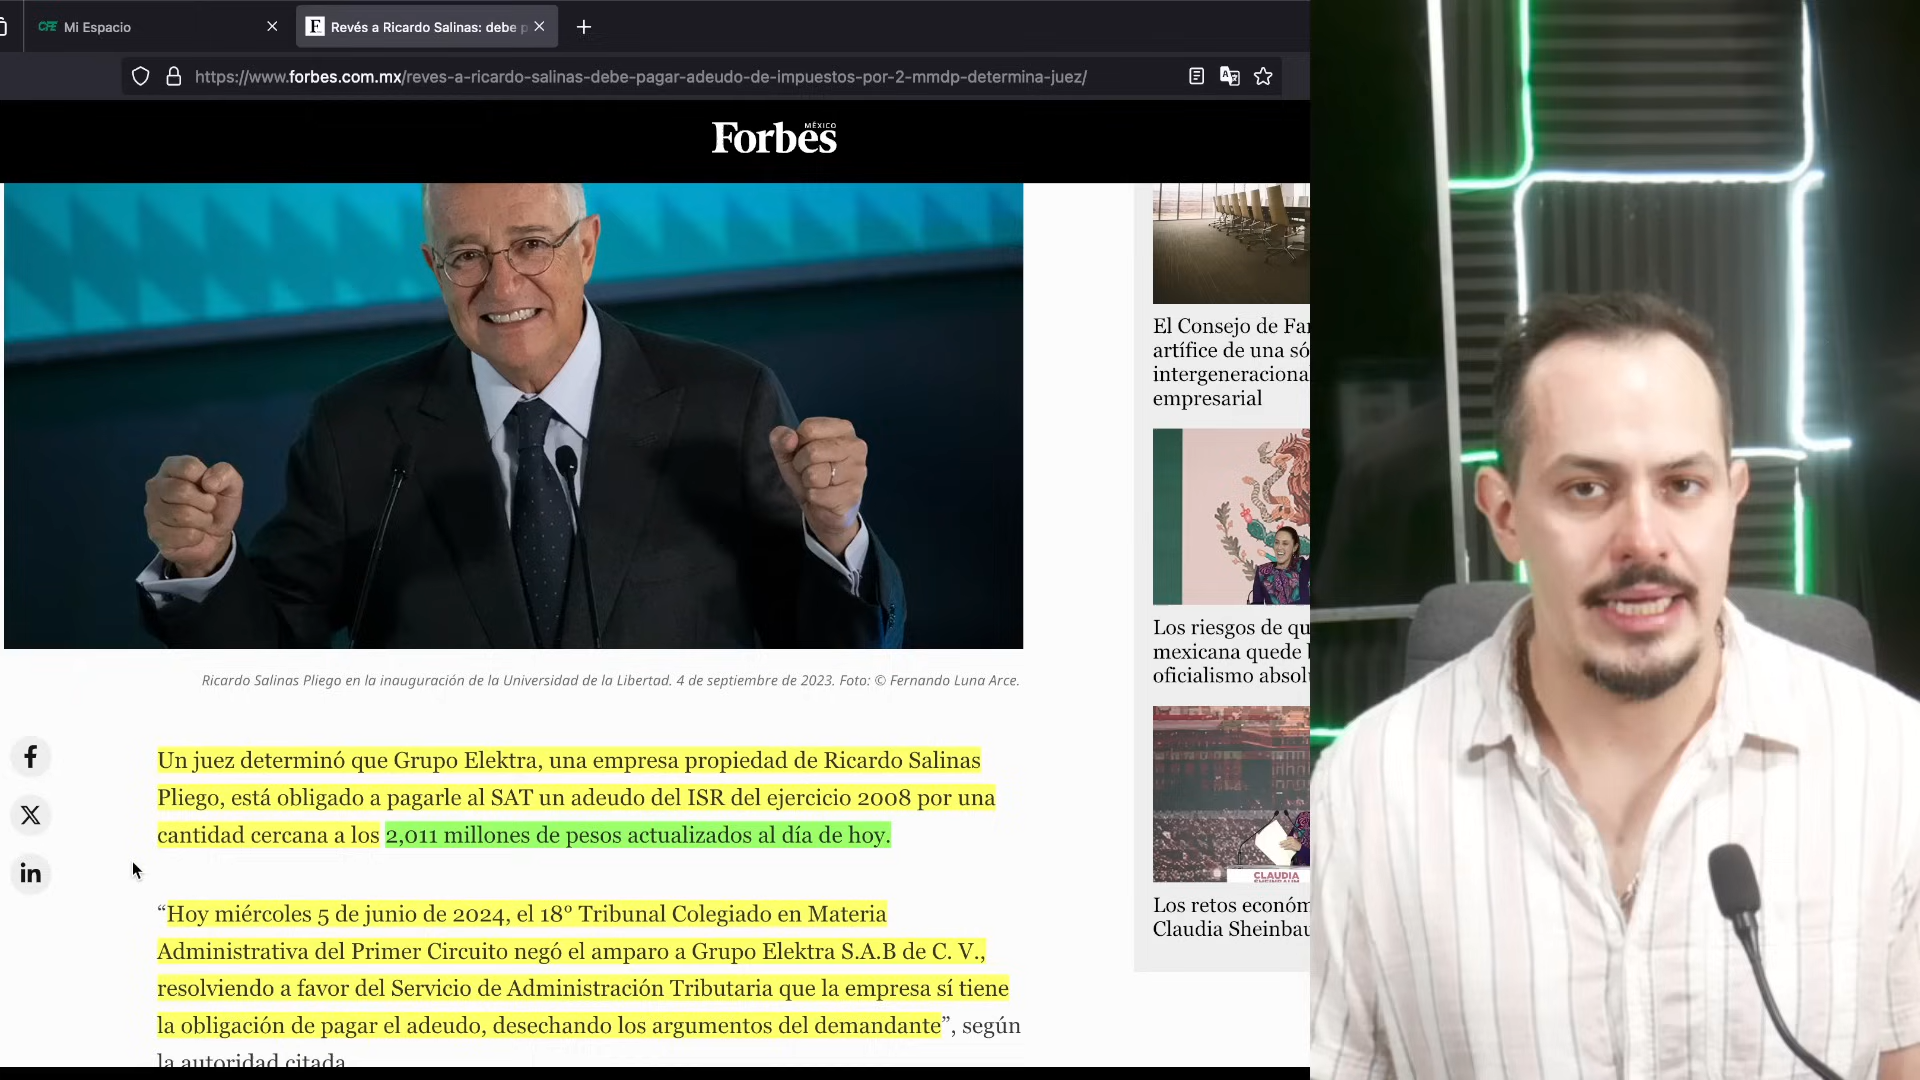 CFE Mi Espacio
F Revés a Ricardo Salinas: debe p
https://www.forbes.com.mx/reves-a-ricardo-salinas-debe-pagar-adeudo-de-impuestos-por-2-mmdp-determina-juez/
Forbes
MÉXICO
Ricardo Salinas Pliego en la inauguración de la Universidad de la Libertad. 4 de septiembre de 2023. Foto: © Fernando Luna Arce.
Un juez determinó que Grupo Elektra, una empresa propiedad de Ricardo Salinas
Pliego, está obligado a pagarle al SAT un adeudo del ISR del ejercicio 2008 por una
cantidad cercana a los 2,011 millones de pesos actualizados al día de hoy.
“Hoy miércoles 5 de junio de 2024, el 18° Tribunal Colegiado en Materia
Administrativa del Primer Circuito negó el amparo a Grupo Elektra S.A.B de C. V.,
resolviendo a favor del Servicio de Administración Tributaria que la empresa sí tiene
la obligación de pagar el adeudo, desechando los argumentos del demandante”, según
la autoridad citada
El Consejo de Fa
artífice de una só
intergeneraciona
empresarial
Los riesgos de qu
mexicana quede
oficialismo absol
CLAUDIA
SHEINBAUM
Los retos económ
Claudia Sheinbau